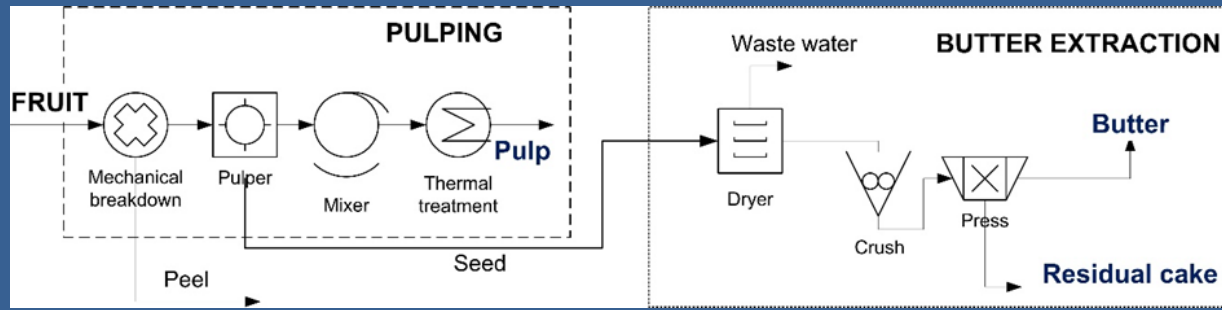 PULPING
FRUIT
Mechanical
breakdown
Pulper
Mixer
Thermal
treatment
Pulp
Peel
Seed
BUTTER EXTRACTION
Waste water
Dryer
Crush
Press
Butter
Residual cake